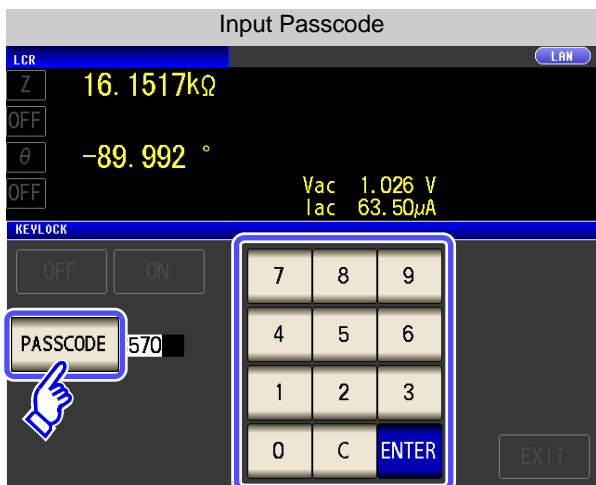 Input Passcode
LCR
LAN
Z 16.1517kΩ
OFF
θ -89.992 °
OFF
Vac 1.026 V
Iac 63.50μA
KEYLOCK
OFF ON
7 8 9
PASSCODE 570
4 5 6
1 2 3
0 C ENTER
EXIT